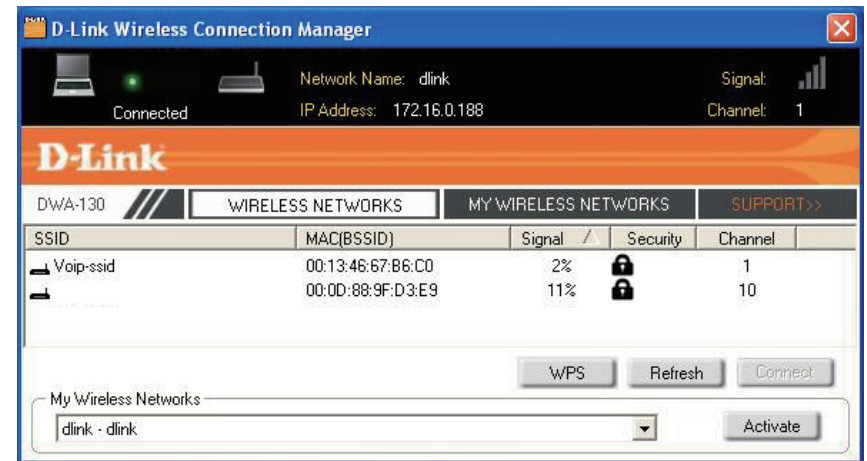 D-Link Wireless Connection Manager
Network Name: dlink Signal:
Connected IP Address: 172.16.0.188 Channel: 1
D-Link
DWA-130 WIRELESS NETWORKS MY WIRELESS NETWORKS SUPPORT>>
SSID MAC(BSSID) Signal Security Channel
Voip-ssid 00:13:46:67:B6:C0 2% 1
00:0D:88:9F:D3:E9 11% 10
WPS Refresh Connect
My Wireless Networks
dlink - dlink Activate